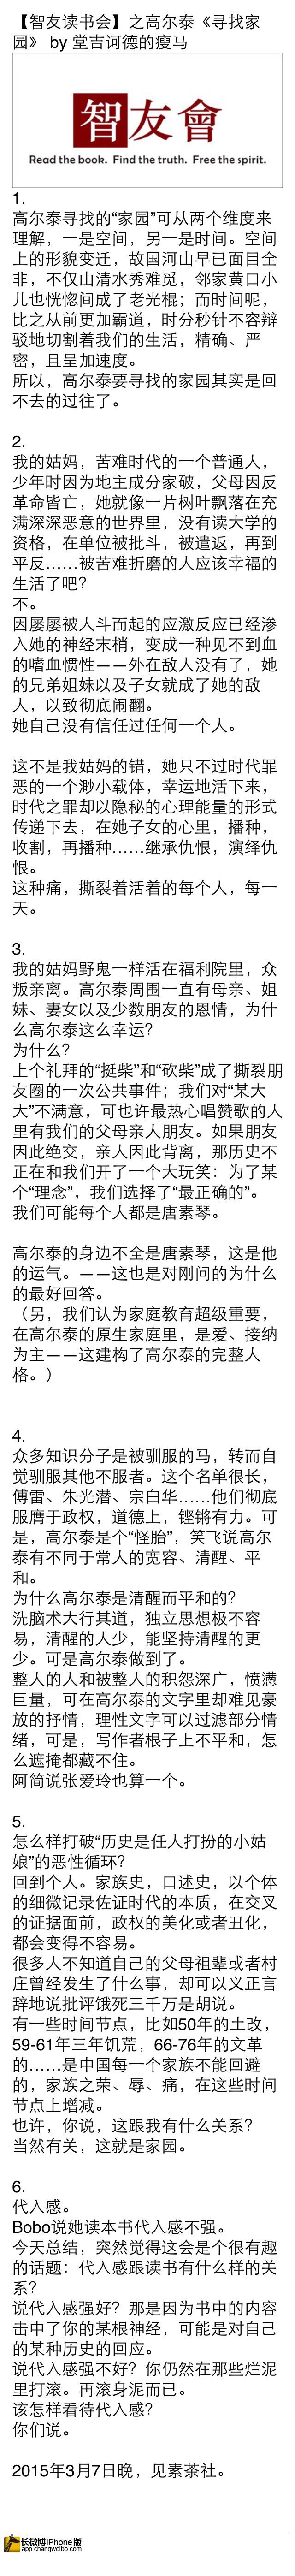 【智友读书会】之高尔泰《寻找家
园》 by 堂吉诃德的瘦马
智友會
Read the book. Find the truth. Free the spirit.
1.
高尔泰寻找的“家园”可从两个维度来
理解，一是空间，另一是时间。空间
上的形貌变迁，故国河山早已面目全
非，不仅山清水秀难觅，邻家黄口小
儿也恍惚间成了老光棍；而时间呢，
比之从前更加霸道，时分秒针不容辩
驳地切割着我们的生活，精确、严
密，且呈加速度。
所以，高尔泰要寻找的家园其实是回
不去的过往了。
2.
我的姑妈，苦难时代的一个普通人，
少年时因为地主成分家破，父母因反
革命皆亡，她就像一片树叶飘落在充
满深深恶意的世界里，没有读大学的
资格，在单位被批斗，被遣返，再到
平反……被苦难折磨的人应该幸福的
生活了吧？
不。
因屡屡被人斗而起的应激反应已经渗
入她的神经末梢，变成一种见不到血
的嗜血惯性——外在敌人没有了，她
的兄弟姐妹以及子女就成了她的敌
人，以致彻底闹翻。
她自己没有信任过任何一个人。
这不是我姑妈的错，她只不过时代罪
恶的一个渺小载体，幸运地活下来，
时代之罪却以隐秘的心理能量的形式
传递下去，在她子女的心里，播种，
收割，再播种……继承仇恨，演绎仇
恨。
这种痛，撕裂着活着的每个人，每一
天。
3.
我的姑妈野鬼一样活在福利院里，众
叛亲离。高尔泰周围一直有母亲、姐
妹、妻女以及少数朋友的恩情，为什
么高尔泰这么幸运？
为什么？
上个礼拜的“挺柴”和“砍柴”成了撕裂朋
友圈的一次公共事件；我们对“某大
大”不满意，可也许最热心唱赞歌的人
里有我们的父母亲人朋友。如果朋友
因此绝交，亲人因此背离，那历史不
正在和我们开了一个大玩笑：为了某
个“理念”，我们选择了“最正确的”。
我们可能每个人都是唐素琴。
高尔泰的身边不全是唐素琴，这是他
的运气。——这也是对刚问的为什么
的最好回答。
（另，我们认为家庭教育超级重要，
在高尔泰的原生家庭里，是爱、接纳
为主——这建构了高尔泰的完整人
格。）
4.
众多知识分子是被驯服的马，转而自
觉驯服其他不服者。这个名单很长，
傅雷、朱光潜、宗白华……他们彻底
服膺于政权，道德上，铿锵有力。可
是，高尔泰是个“怪胎”，笑飞说高尔
泰有不同于常人的宽容、清醒、平
和。
为什么高尔泰是清醒而平和的？
洗脑术大行其道，独立思想极不容
易，清醒的人少，能坚持清醒的更
少。可是高尔泰做到了。
整人的人和被整人的积怨深广，愤懑
巨量，可在高尔泰的文字里却难见豪
放的抒情，理性文字可以过滤部分情
绪，可是，写作者根子上不平和，怎
么遮掩都藏不住。
阿简说张爱玲也算一个。
5.
怎么样打破“历史是任人打扮的小姑
娘”的恶性循环？
回到个人。家族史，口述史，以个体
的细微记录佐证时代的本质，在交叉
的证据面前，政权的美化或者丑化，
都会变得不容易。
很多人不知道自己的父母祖辈或者村
庄曾经发生了什么事，却可以义正言
辞地说批评饿死三千万是胡说。
有一些时间节点，比如50年的土改，
59-61年三年饥荒，66-76年的文革
的……是中国每一个家族不能回避
的，家族之荣、辱、痛，在这些时间
节点上增减。
也许，你说，这跟我有什么关系？
当然有关，这就是家园。
6.
代入感。
Bobo说她读本书代入感不强。
今天总结，突然觉得这会是个很有趣
的话题：代入感跟读书有什么样的关
系？
说代入感强好？那是因为书中的内容
击中了你的某根神经，可能是对自己
的某种历史的回应。
说代入感强不好？你仍然在那些烂泥
里打滚。再滚身泥而已。
该怎样看待代入感？
你们说。
2015年3月7日晚，见素茶社。
长微博 iPhone 版
app.changweibo.com